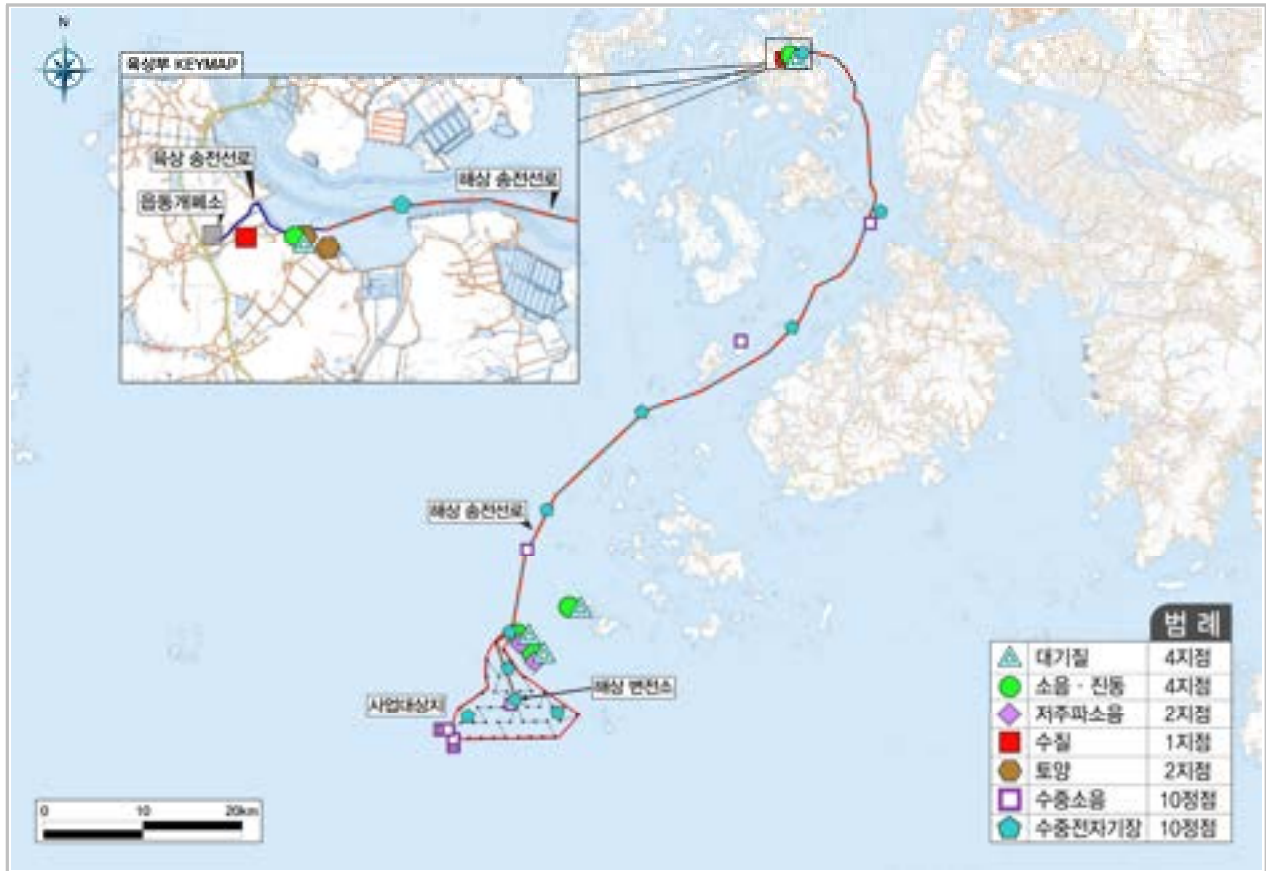 N
육상부 KEYMAP
육상 송전선로
해상 송전선로
읍동개폐소
해상 송전선로
해상 변전소
사업대상지
0 10 20km
범 례
대기질 4지점
소음·진동 4지점
저주파소음 2지점
수질 1지점
토양 2지점
수중소음 10정점
수중전자기장 10정점